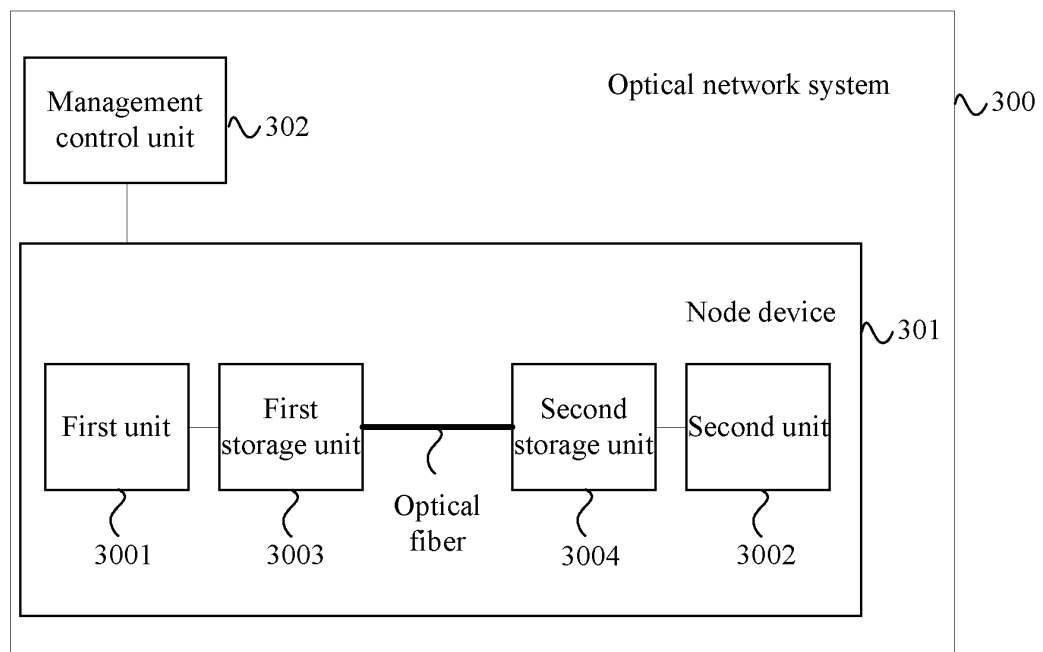 Optical network system
300
Management
control unit
302
Node device
301
First unit
First
storage unit
Second
storage unit
Second unit
Optical
fiber
3001
3003
3004
3002